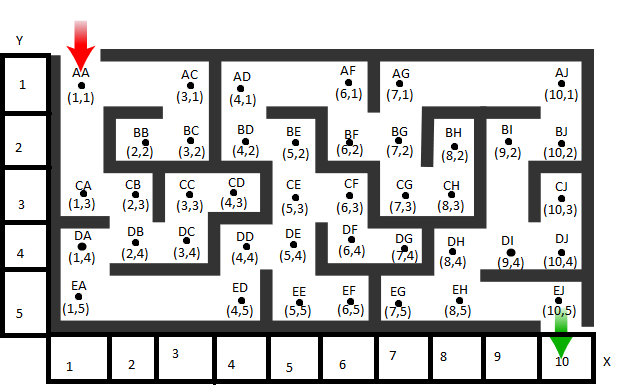 Y
AA AC AD AF AG AJ
1 (1,1) (3,1) (4,1) (6,1) (7,1) (10,1)
BB BC BD BE BF BG BH BI BJ
2 (2,2) (3,2) (4,2) (5,2) (6,2) (7,2) (8,2) (9,2) (10,2)
CA CB CC CD CE CF CG CH CJ
3 (1,3) (2,3) (3,3) (4,3) (5,3) (6,3) (7,3) (8,3) (10,3)
DA DB DC DD DE DF DG DH DI DJ
4 (1,4) (2,4) (3,4) (4,4) (5,4) (6,4) (7,4) (8,4) (9,4) (10,4)
EA ED EE EF EG EH EJ
5 (1,5) (4,5) (5,5) (6,5) (7,5) (8,5) (10,5)
1 2 3 4 5 6 7 8 9 10 X